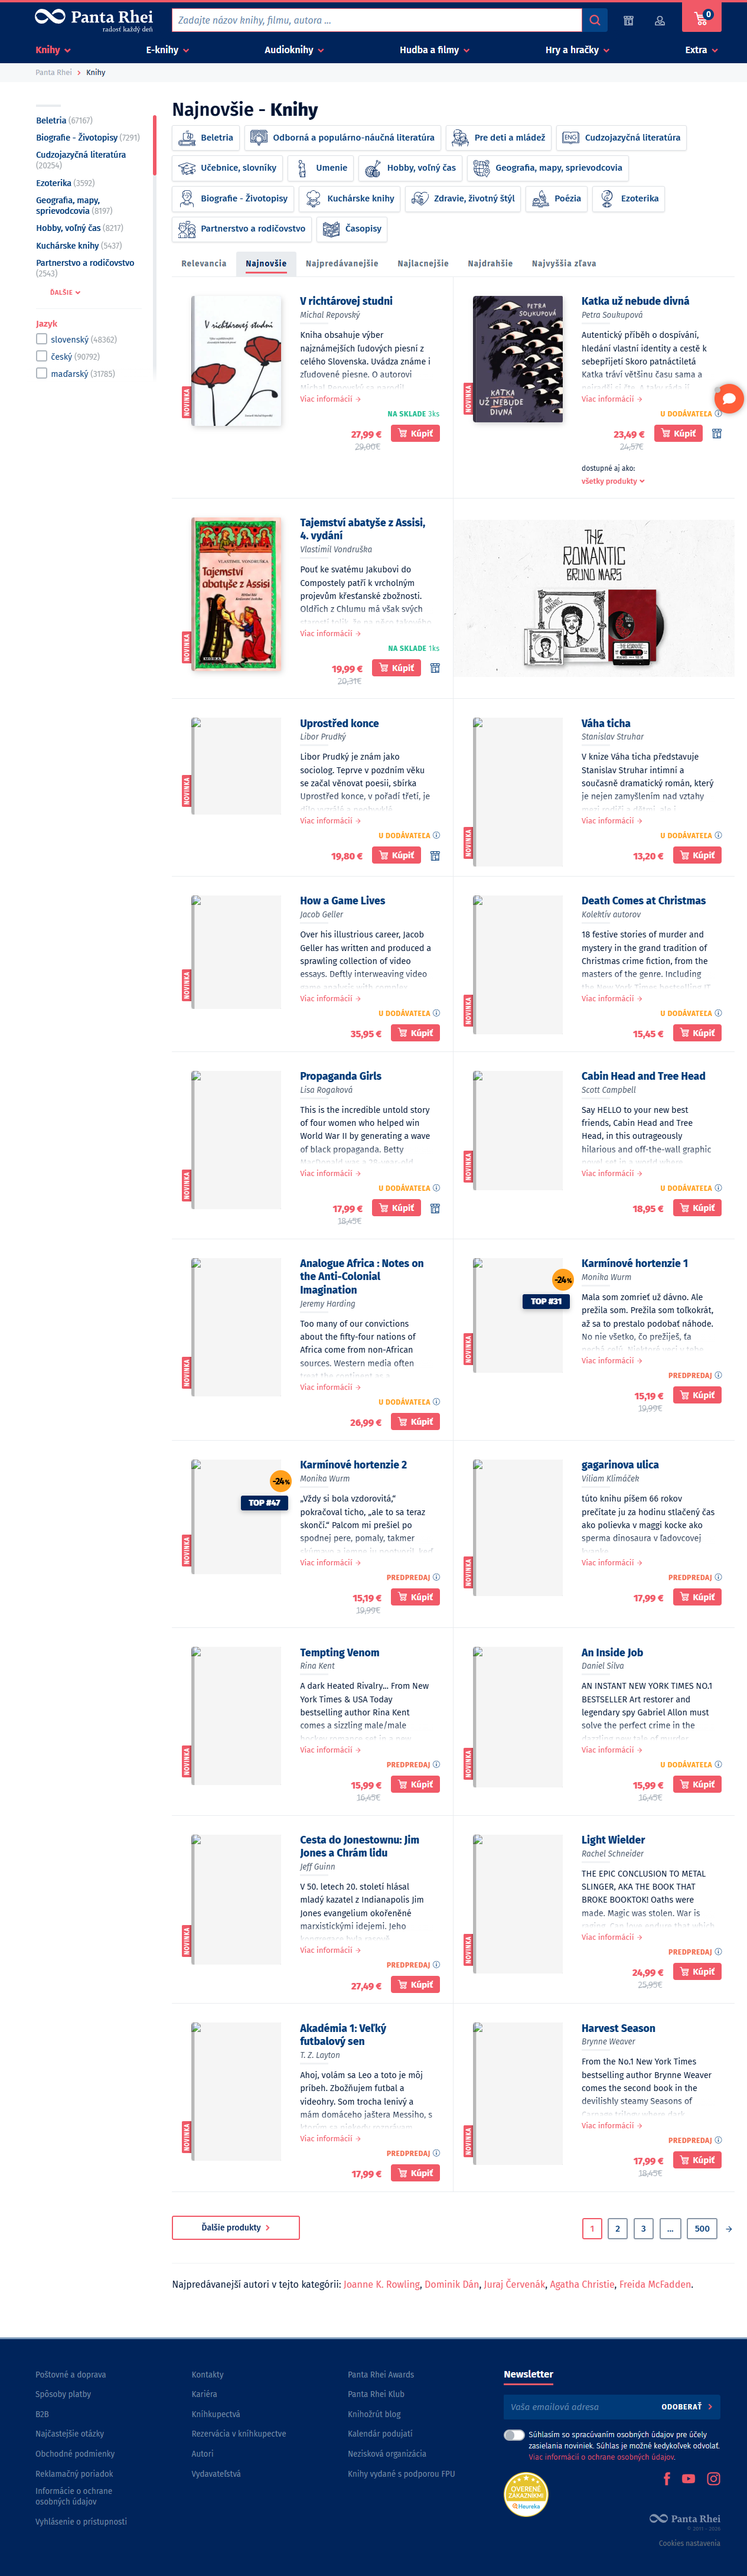 Panta Rhei
radosť každý deň
Zadajte názov knihy, filmu, autora ...
0
Knihy
E-knihy
Audioknihy
Hudba a filmy
Hry a hračky
Extra
Panta Rhei > Knihy
Najnovšie - Knihy
Beletria (67167)
Biografie - Životopisy (7291)
Cudzojazyčná literatúra
(20254)
Ezoterika (3592)
Geografia, mapy,
sprievodcovia (8197)
Hobby, voľný čas (8217)
Kuchárske knihy (5437)
Partnerstvo a rodičovstvo
(2543)
ĎALŠIE
Jazyk
slovenský (48362)
český (90792)
maďarský (31785)
Beletria
Odborná a populárno-náučná literatúra
Pre deti a mládež
Cudzojazyčná literatúra
Učebnice, slovníky
Umenie
Hobby, voľný čas
Geografia, mapy, sprievodcovia
Biografie - Životopisy
Kuchárske knihy
Zdravie, životný štýl
Poézia
Ezoterika
Partnerstvo a rodičovstvo
Časopisy
Relevancia
Najnovšie
Najpredávanejšie
Najlacnejšie
Najdrahšie
Najvyššia zľava
V richtárovej studni
NOVINKA
V richtárovej studni
Michal Repovský
Kniha obsahuje výber
najznámejších ľudových piesní z
celého Slovenska. Uvádza známe i
zľudovené piesne. O autorovi
Viac informácií →
NA SKLADE 3ks
27,99 €
29,00€
Kúpiť
PETRA
SOUKUPOVÁ
KATKA
UŽ NEBUDE
DIVNÁ
NOVINKA
Katka už nebude divná
Petra Soukupová
Autentický příběh o dospívání,
hledání vlastní identity a cestě k
sebepřijetí Skoro patnáctiletá
Katka tráví většinu času sama a
Viac informácií →
U DODÁVATEĽA
23,49 €
24,57€
Kúpiť
dostupné aj ako:
všetky produkty
VLASTIMIL VONDRUŠKA
Tajemství
abatyše z Assisi
NOVINKA
Tajemství abatyše z Assisi,
4. vydání
Vlastimil Vondruška
Pouť ke svatému Jakubovi do
Compostely patří k vrcholným
projevům křesťanské zbožnosti.
Oldřich z Chlumu má však svých
Viac informácií →
NA SKLADE 1ks
19,99 €
20,31€
Kúpiť
THE
ROMANTIC
BRUNO MARS
NOVINKA
Uprostřed konce
Libor Prudký
Libor Prudký je znám jako
sociolog. Teprve v pozdním věku
se začal věnovat poesii, sbírka
Uprostřed konce, v pořadí třetí, je
Viac informácií →
U DODÁVATEĽA
19,80 €
Kúpiť
NOVINKA
Váha ticha
Stanislav Struhar
V knize Váha ticha představuje
Stanislav Struhar intimní a
současně dramatický román, který
je nejen zamyšlením nad vztahy
Viac informácií →
U DODÁVATEĽA
13,20 €
Kúpiť
NOVINKA
How a Game Lives
Jacob Geller
Over his illustrious career, Jacob
Geller has written and produced a
sprawling collection of video
essays. Deftly interweaving video
Viac informácií →
U DODÁVATEĽA
35,95 €
Kúpiť
NOVINKA
Death Comes at Christmas
Kolektív autorov
18 festive stories of murder and
mystery in the grand tradition of
Christmas crime fiction, from the
masters of the genre. Including
Viac informácií →
U DODÁVATEĽA
15,45 €
Kúpiť
NOVINKA
Propaganda Girls
Lisa Rogaková
This is the incredible untold story
of four women who helped win
World War II by generating a wave
of black propaganda. Betty
Viac informácií →
U DODÁVATEĽA
17,99 €
18,45€
Kúpiť
NOVINKA
Cabin Head and Tree Head
Scott Campbell
Say HELLO to your new best
friends, Cabin Head and Tree
Head, in this outrageously
hilarious and off-the-wall graphic
Viac informácií →
U DODÁVATEĽA
18,95 €
Kúpiť
NOVINKA
Analogue Africa : Notes on
the Anti-Colonial
Imagination
Jeremy Harding
Too many of our convictions
about the fifty-four nations of
Africa come from non-African
sources. Western media often
Viac informácií →
U DODÁVATEĽA
26,99 €
Kúpiť
-24%
TOP #31
NOVINKA
Karmínové hortenzie 1
Monika Wurm
Mala som zomrieť už dávno. Ale
prežila som. Prežila som toľkokrát,
až sa to prestalo podobať náhode.
No nie všetko, čo prežiješ, ťa
Viac informácií →
PREDPREDAJ
15,19 €
19,99€
Kúpiť
-24%
TOP #47
NOVINKA
Karmínové hortenzie 2
Monika Wurm
„Vždy si bola vzdorovitá,“
pokračoval ticho, „ale to sa teraz
skončí.“ Palcom mi prešiel po
spodnej pere, pomaly, takmer
Viac informácií →
PREDPREDAJ
15,19 €
19,99€
Kúpiť
NOVINKA
gagarinova ulica
Viliam Klimáček
túto knihu píšem 66 rokov
prečítate ju za hodinu stlačený čas
ako polievka v maggi kocke ako
sperma dinosaura v ľadovcovej
Viac informácií →
PREDPREDAJ
17,99 €
Kúpiť
NOVINKA
Tempting Venom
Rina Kent
A dark Heated Rivalry... From New
York Times & USA Today
bestselling author Rina Kent
comes a sizzling male/male
Viac informácií →
PREDPREDAJ
15,99 €
16,45€
Kúpiť
NOVINKA
An Inside Job
Daniel Silva
AN INSTANT NEW YORK TIMES NO.1
BESTSELLER Art restorer and
legendary spy Gabriel Allon must
solve the perfect crime in the
Viac informácií →
U DODÁVATEĽA
15,99 €
16,45€
Kúpiť
NOVINKA
Cesta do Jonestownu: Jim
Jones a Chrám lidu
Jeff Guinn
V 50. letech 20. století hlásal
mladý kazatel z Indianapolis Jim
Jones evangelium okořeněné
marxistickými idejemi. Jeho
Viac informácií →
PREDPREDAJ
27,49 €
Kúpiť
NOVINKA
Light Wielder
Rachel Schneider
THE EPIC CONCLUSION TO METAL
SLINGER, AKA THE BOOK THAT
BROKE BOOKTOK! Oaths were
made. Magic was stolen. War is
Viac informácií →
PREDPREDAJ
24,99 €
25,95€
Kúpiť
NOVINKA
Akadémia 1: Veľký
futbalový sen
T. Z. Layton
Ahoj, volám sa Leo a toto je môj
príbeh. Zbožňujem futbal a
videohry. Som trocha lenivý a
mám domáceho jaštera Messiho, s
Viac informácií →
PREDPREDAJ
17,99 €
Kúpiť
NOVINKA
Harvest Season
Brynne Weaver
From the No.1 New York Times
bestselling author Brynne Weaver
comes the second book in the
devilishly steamy Seasons of
Viac informácií →
PREDPREDAJ
17,99 €
18,45€
Kúpiť
Ďalšie produkty
1 2 3 ... 500 →
Najpredávanejší autori v tejto kategórii: Joanne K. Rowling, Dominik Dán, Juraj Červenák, Agatha Christie, Freida McFadden.
Poštovné a doprava
Spôsoby platby
B2B
Najčastejšie otázky
Obchodné podmienky
Reklamačný poriadok
Informácie o ochrane
osobných údajov
Vyhlásenie o prístupnosti
Kontakty
Kariéra
Kníhkupectvá
Rezervácia v kníhkupectve
Autori
Vydavateľstvá
Panta Rhei Awards
Panta Rhei Klub
Knihožrút blog
Kalendár podujatí
Nezisková organizácia
Knihy vydané s podporou FPU
Newsletter
Vaša emailová adresa
ODOBERAŤ
Súhlasím so spracúvaním osobných údajov pre účely
zasielania noviniek. Súhlas je možné kedykoľvek odvolať.
Viac informácií o ochrane osobných údajov.
OVERENÉ
ZÁKAZNÍKMI
Heureka
Panta Rhei
© 2011 - 2026
Cookies nastavenia